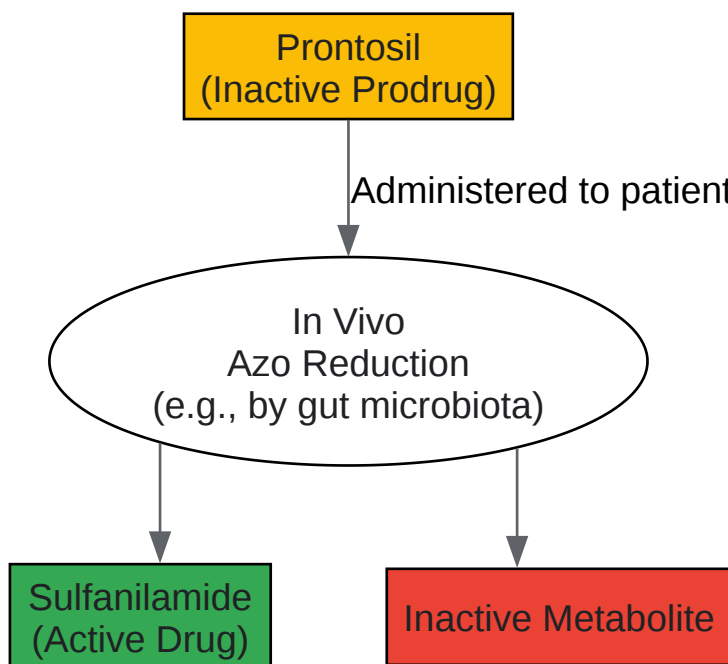 Prontosil
(Inactive Prodrug)
Administered to patient
In Vivo
Azo Reduction
(e.g., by gut microbiota)
Sulfanilamide
(Active Drug)
Inactive Metabolite